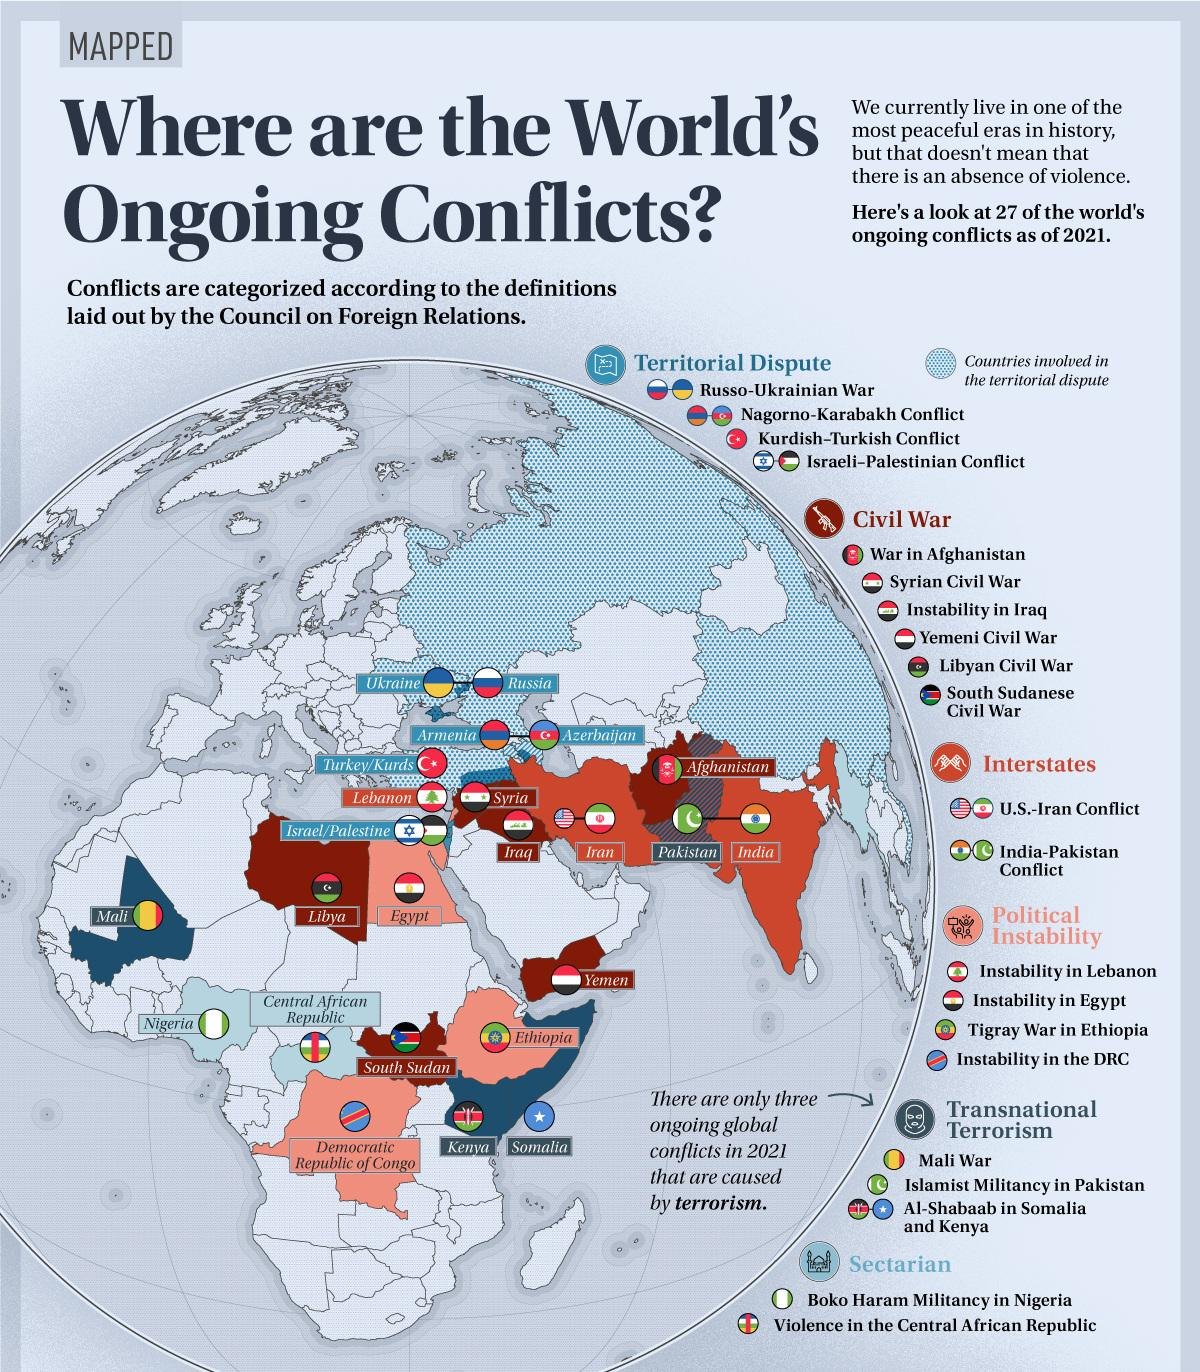 MAPPED
Where are the World's
Ongoing Conflicts?
We currently live in one of the
most peaceful eras in history,
but that doesn't mean that
there is an absence of violence.
Here's a look at 27 of the world's
ongoing conflicts as of 2021.
Conflicts are categorized according to the definitions
laid out by the Council on Foreign Relations.
Territorial Dispute
Countries involved in
the territorial dispute
Russo-Ukrainian War
Nagorno-Karabakh Conflict
Kurdish–Turkish Conflict
Israeli–Palestinian Conflict
Civil War
War in Afghanistan
Syrian Civil War
Instability in Iraq
Yemeni Civil War
Libyan Civil War
South Sudanese
Civil War
Interstates
U.S.-Iran Conflict
India-Pakistan
Conflict
Political
Instability
Instability in Lebanon
Instability in Egypt
Tigray War in Ethiopia
Instability in the DRC
Transnational
Terrorism
Mali War
Islamist Militancy in Pakistan
Al-Shabaab in Somalia
and Kenya
Sectarian
Boko Haram Militancy in Nigeria
Violence in the Central African Republic
Ukraine
Russia
Armenia
Azerbaijan
Turkey/Kurds
Afghanistan
Lebanon
Syria
Israel/Palestine
Iraq
Iran
Pakistan
India
Mali
Libya
Egypt
Yemen
Central African
Republic
Nigeria
Ethiopia
South Sudan
Democratic
Republic of Congo
Kenya
Somalia
There are only three
ongoing global
conflicts in 2021
that are caused
by terrorism.